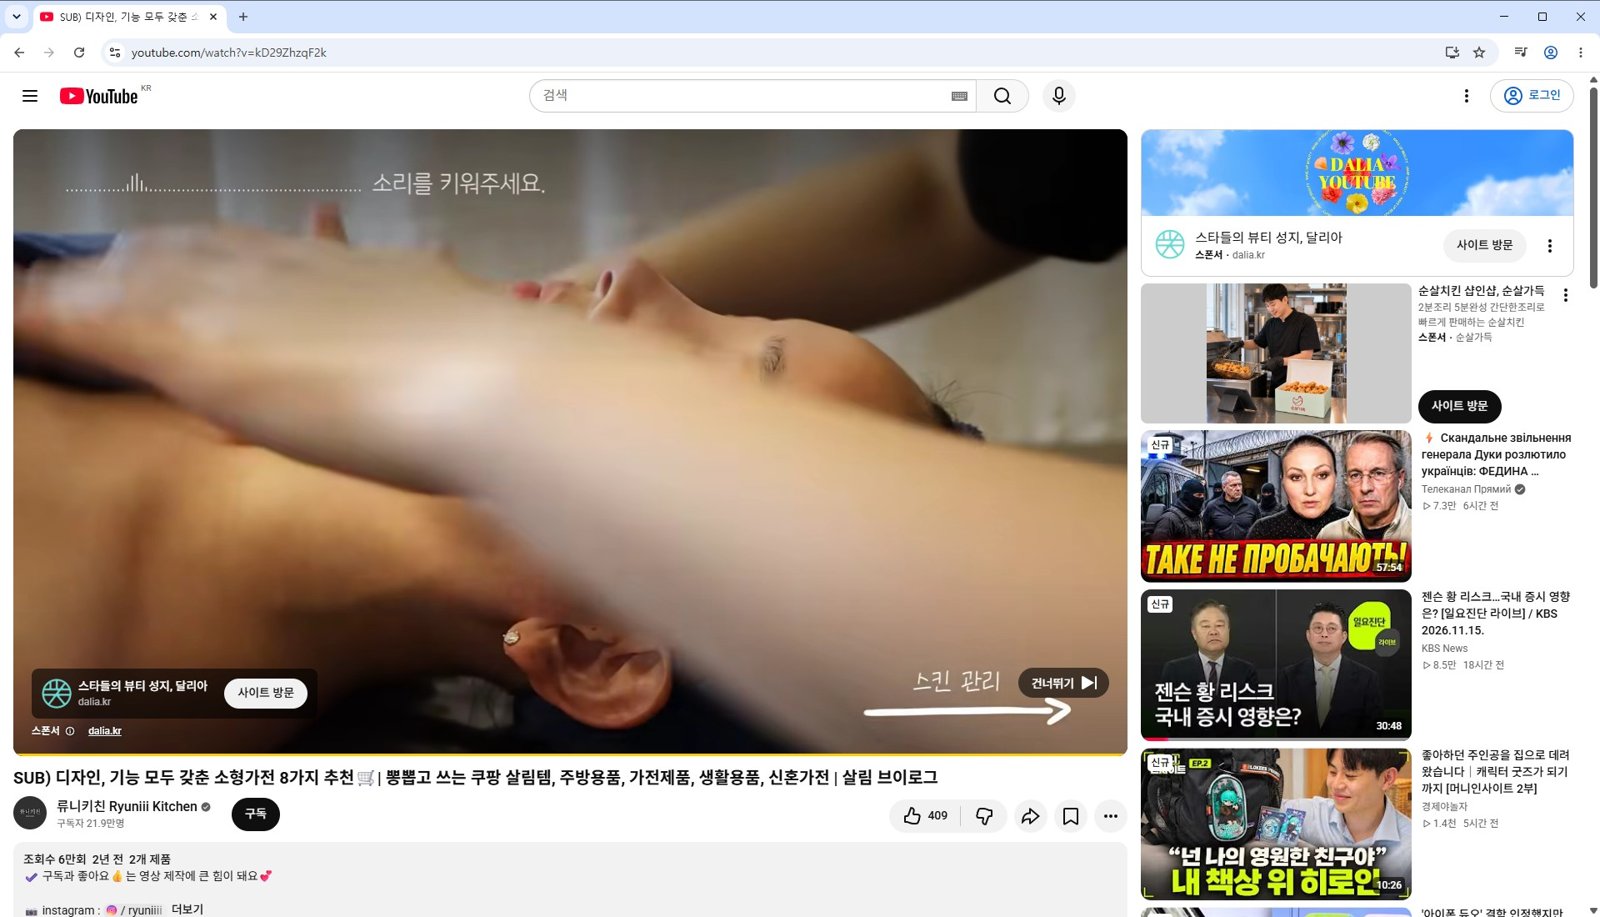 SUB) 디자인, 기능 모두 갖춘 소
youtube.com/watch?v=kD29ZhzqF2k
YouTube KR
검색
로그인
소리를 키워주세요.
스킨 관리
건너뛰기
스타들의 뷰티 성지, 달리아
dalia.kr
사이트 방문
스폰서
dalia.kr
SUB) 디자인, 기능 모두 갖춘 소형가전 8가지 추천🛒| 뽕뽑고 쓰는 쿠팡 살림템, 주방용품, 가전제품, 생활용품, 신혼가전 | 살림 브이로그
류니키친 Ryuniii Kitchen
구독자 21.9만명
구독
409
조회수 6만회 2년 전 2개 제품
✔ 구독과 좋아요👍는 영상 제작에 큰 힘이 돼요💕
📷 instagram : / ryuniiii 더보기
DALIA
YOUTUBE
스타들의 뷰티 성지, 달리아
스폰서 · dalia.kr
사이트 방문
순살치킨 샵인샵, 순살가득
2분조리 5분완성 간단한조리로
빠르게 판매하는 순살치킨
스폰서 · 순살가득
사이트 방문
신규
TAKE НЕ ПРОБАЧАЮТЬ!
57:54
⚡ Скандальне звільнення
генерала Дуки розлютило
українців: ФЕДИНА ...
Телеканал Прямий
7.3만 6시간 전
신규
일요진단
라이브
젠슨 황 리스크
국내 증시 영향은?
30:48
젠슨 황 리스크...국내 증시 영향
은? [일요진단 라이브] / KBS
2026.11.15.
KBS News
8.5만 18시간 전
신규
EP.2
“넌 나의 영원한 친구야”
내 책상 위 히로인
10:26
좋아하던 주인공을 집으로 데려
왔습니다｜캐릭터 굿즈가 되기
까지 [머니인사이트 2부]
경제야놀자
1.4천 5시간 전